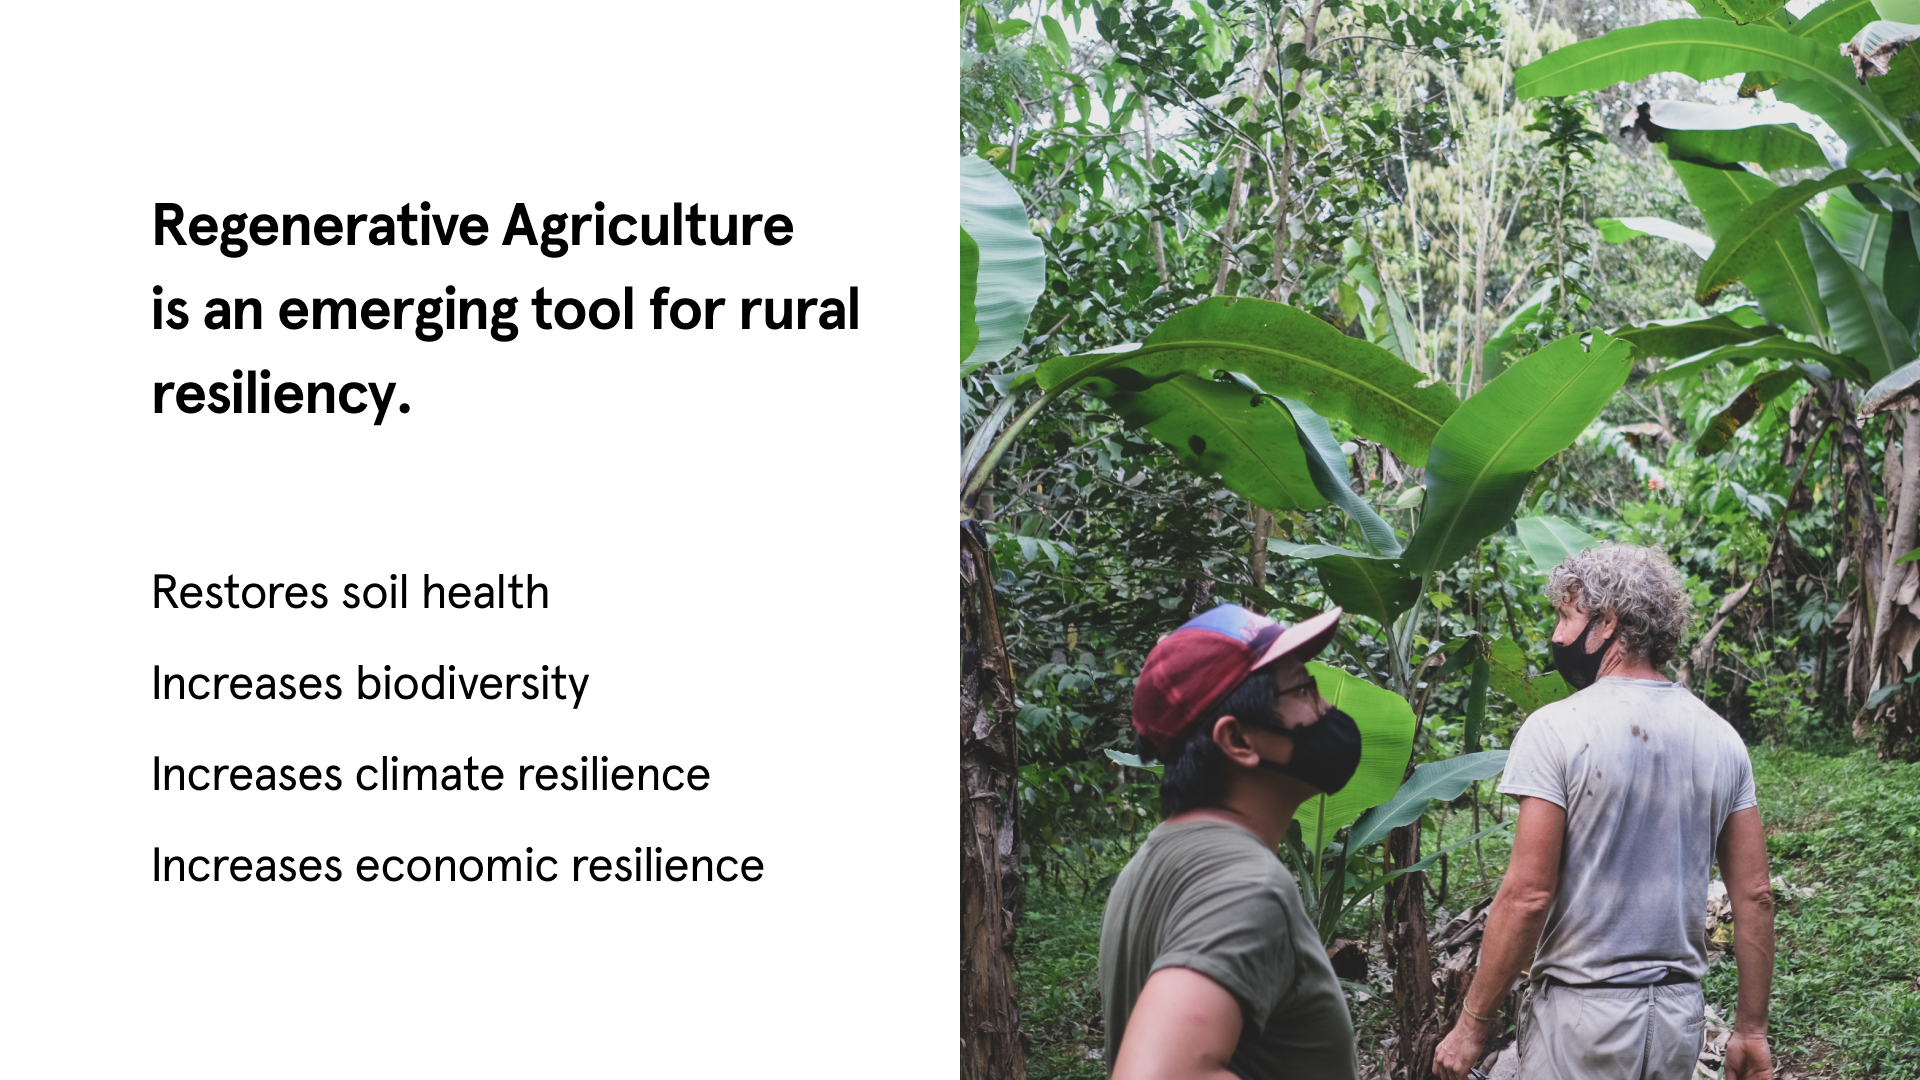 Regenerative Agriculture
is an emerging tool for rural
resiliency.
Restores soil health
Increases biodiversity
Increases climate resilience
Increases economic resilience